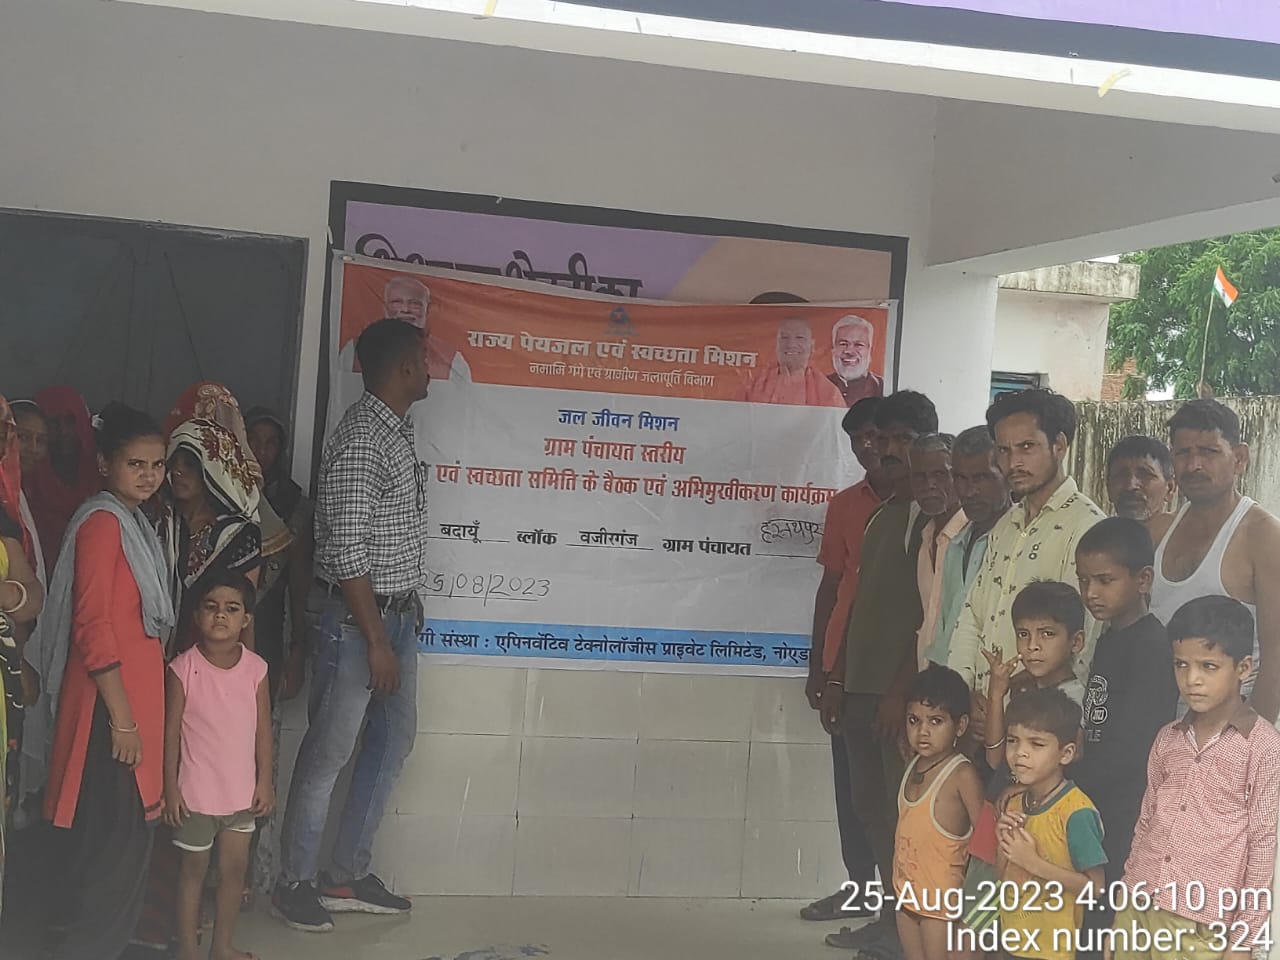 राज्य पेयजल एवं स्वच्छता मिशन
नमामि गंगे एवं ग्रामीण जलापूर्ति विभाग
जल जीवन मिशन
ग्राम पंचायत स्तरीय
एवं स्वच्छता समिति के बैठक एवं अभिमुखीकरण कार्यक्रम
बदायूँ ब्लॉक वजीरगंज ग्राम पंचायत
25/08/2023
संस्था : एपिनवॅटिव टेक्नोलॉजीस प्राइवेट लिमिटेड, नोएडा
25-Aug-2023 4:06:10 pm
Index number: 324